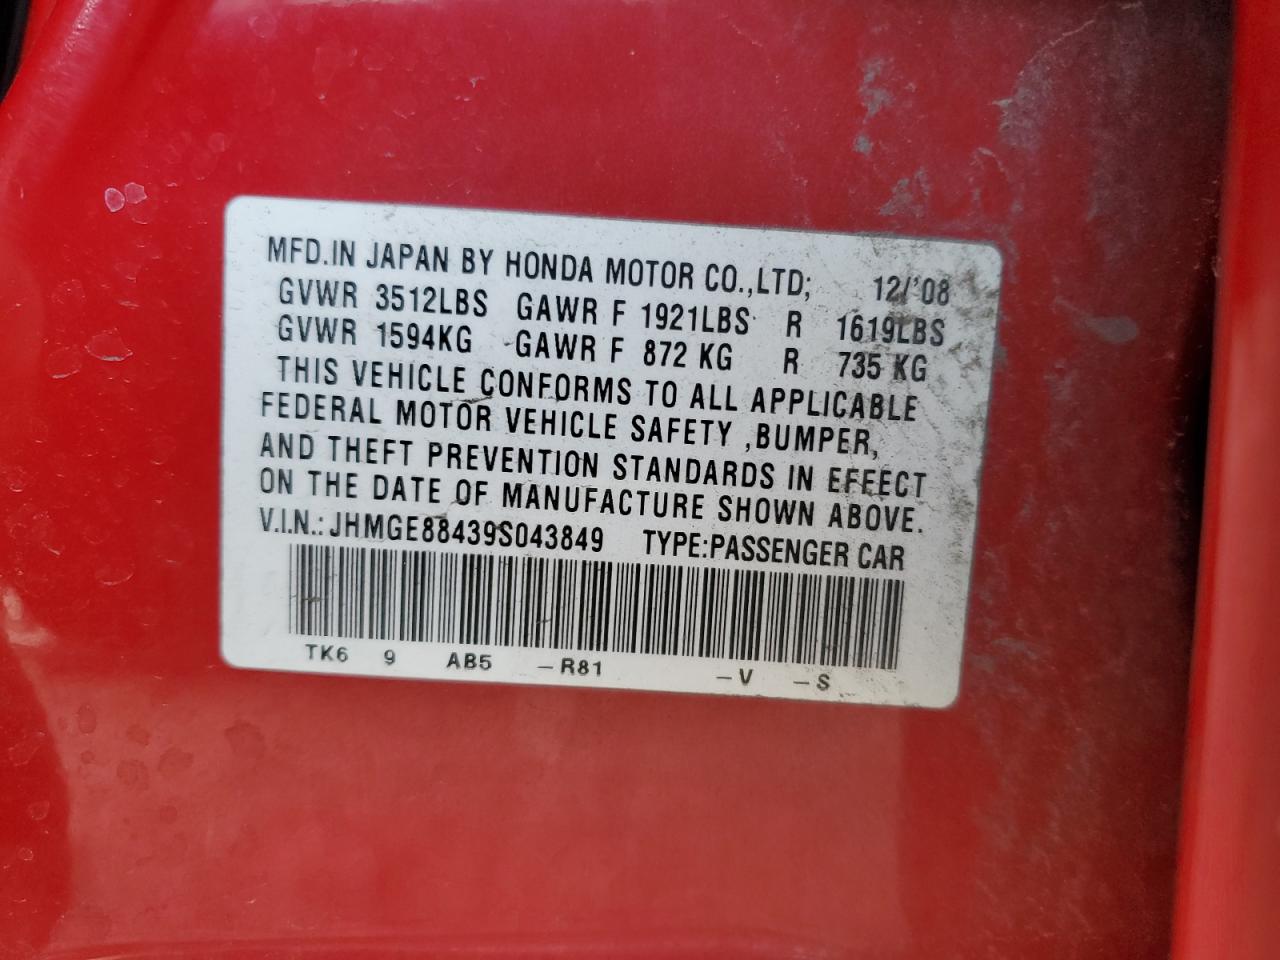 MFD.IN JAPAN BY HONDA MOTOR CO.,LTD; 12/'08
GVWR 3512LBS GAWR F 1921LBS R 1619LBS
GVWR 1594KG GAWR F 872 KG R 735 KG
THIS VEHICLE CONFORMS TO ALL APPLICABLE
FEDERAL MOTOR VEHICLE SAFETY ,BUMPER,
AND THEFT PREVENTION STANDARDS IN EFFECT
ON THE DATE OF MANUFACTURE SHOWN ABOVE.
V.I.N.: JHMGE88439S043849 TYPE:PASSENGER CAR
TK6 9 AB5 –R81 –V –S